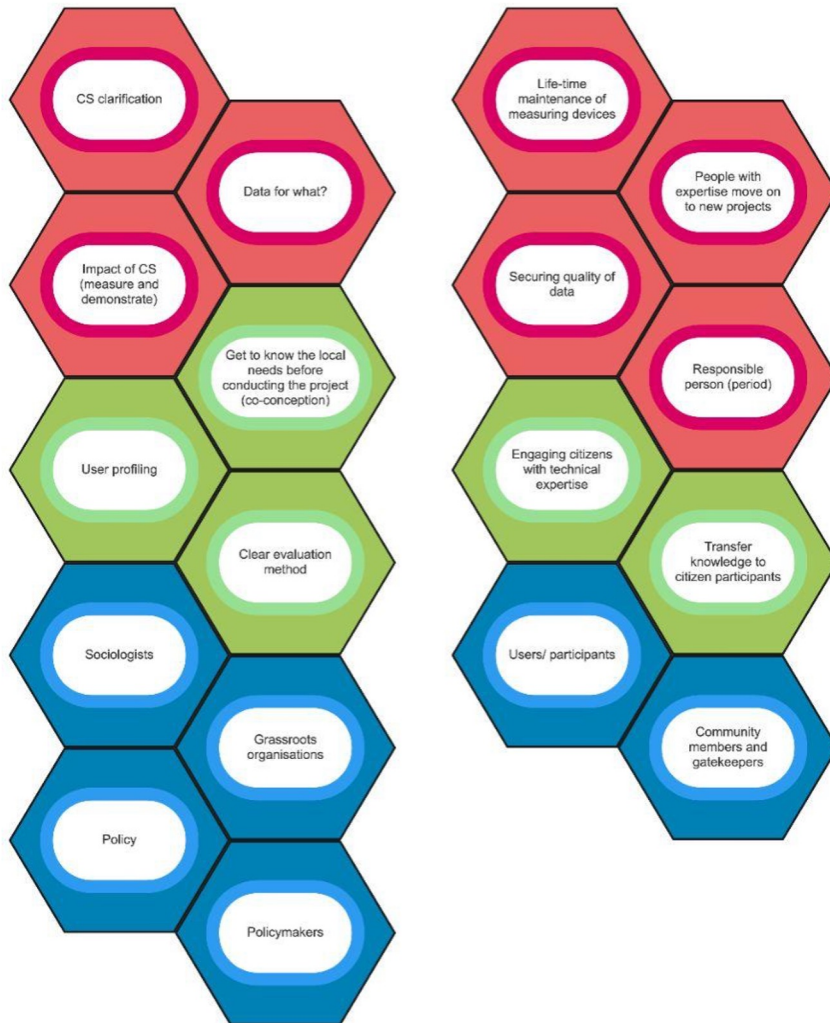 CS clarification
Data for what?
Impact of CS
(measure and
demonstrate)
Get to know the local
needs before
conducting the project
(co-conception)
User profiling
Clear evaluation
method
Sociologists
Grassroots
organisations
Policy
Policymakers
Life-time
maintenance of
measuring devices
People with
expertise move on
to new projects
Securing quality of
data
Responsible
person (period)
Engaging citizens
with technical
expertise
Transfer
knowledge to
citizen participants
Users/ participants
Community
members and
gatekeepers